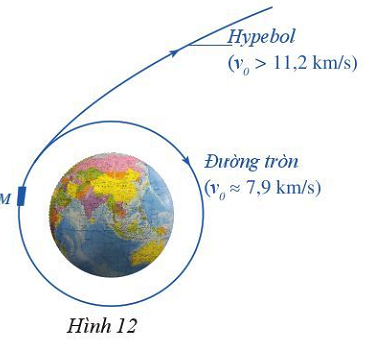 Hypebol
(v₀ > 11,2 km/s)
Đường tròn
(v₀ ≈ 7,9 km/s)
M
Hình 12